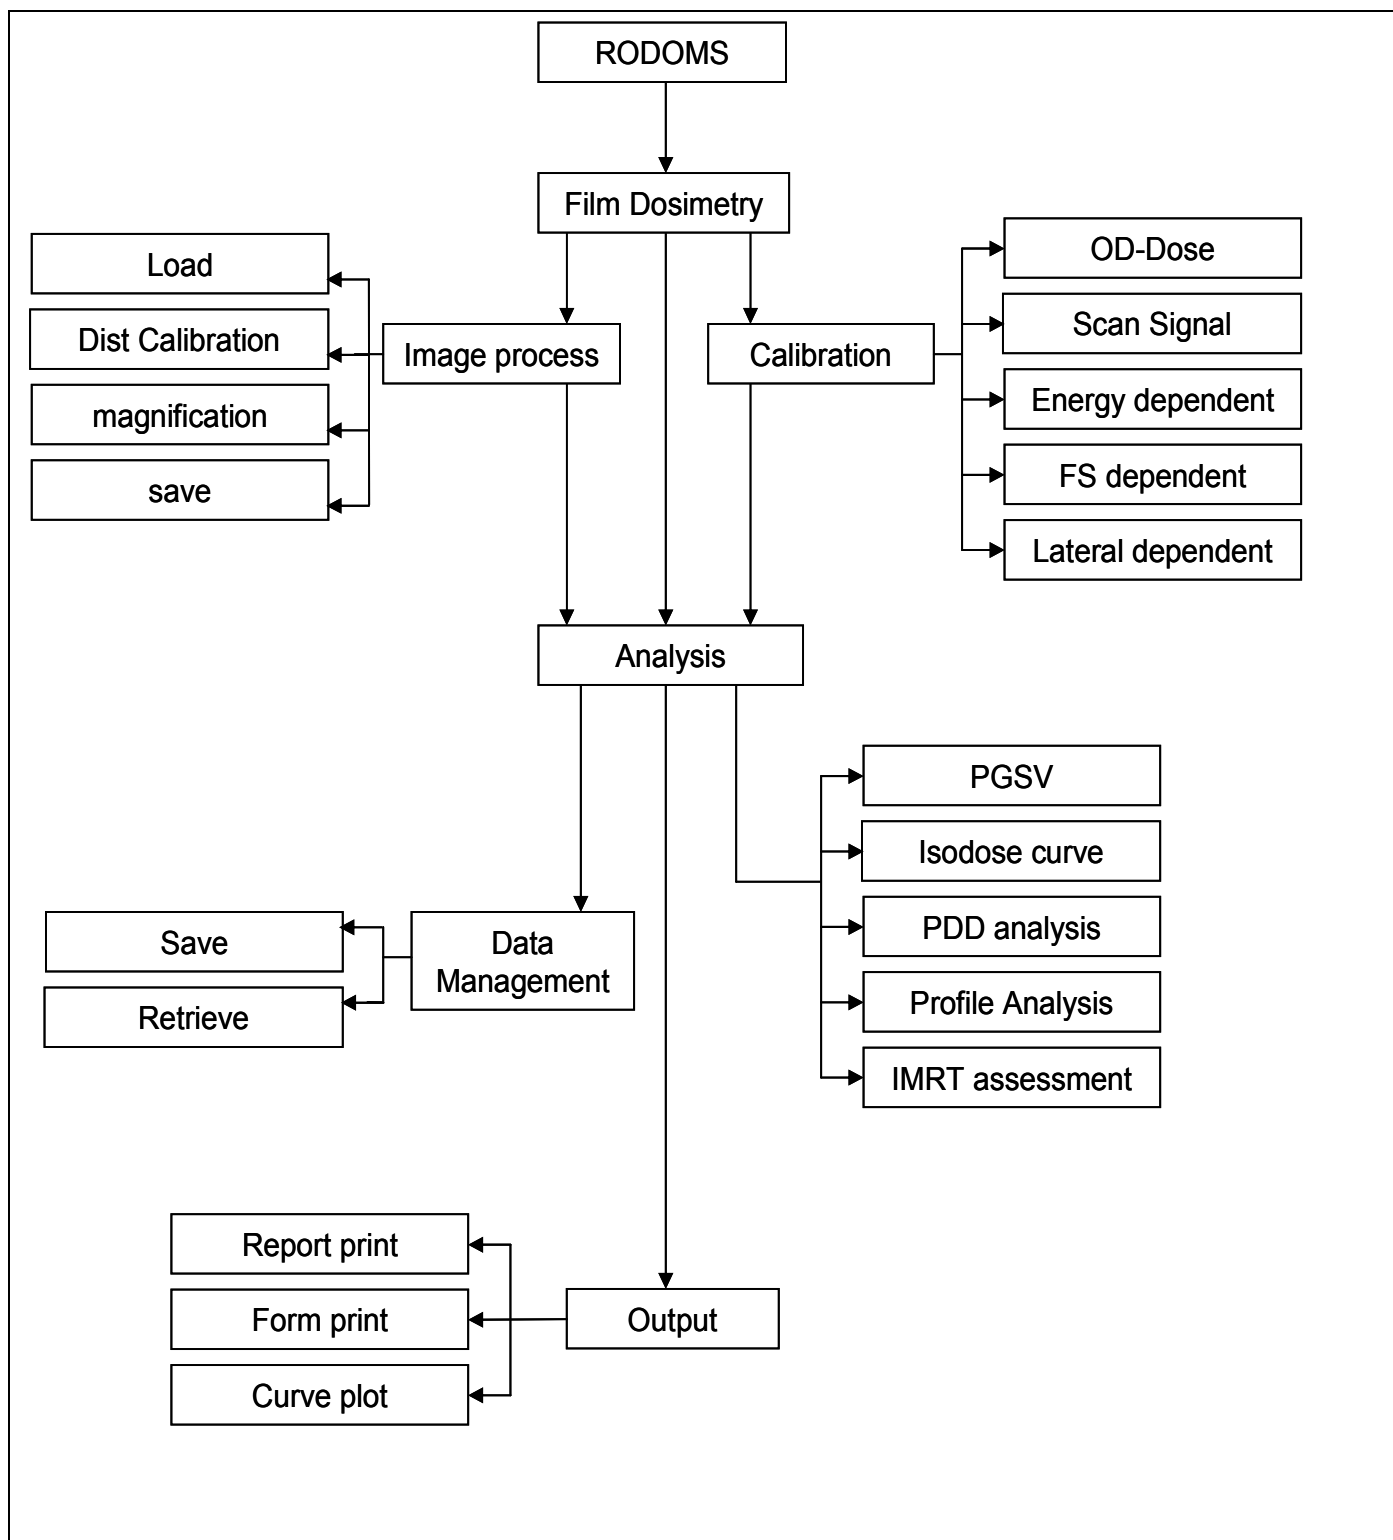 RODOMS
Film Dosimetry
Load
Dist Calibration
magnification
save
Image process
Calibration
OD-Dose
Scan Signal
Energy dependent
FS dependent
Lateral dependent
Analysis
PGSV
Isodose curve
PDD analysis
Profile Analysis
IMRT assessment
Save
Retrieve
Data
Management
Report print
Form print
Curve plot
Output